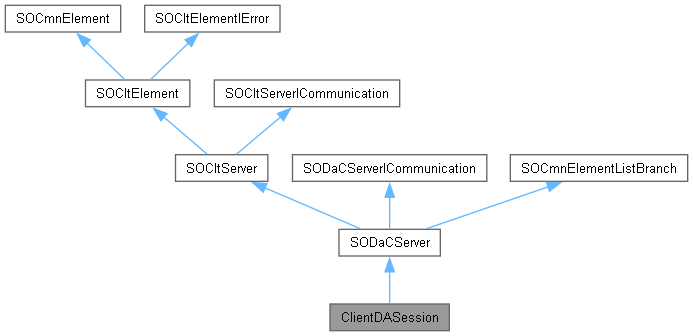 SOCmnElement
SOCltElementIError
SOCltElement
SOCltServerICommunication
SOCltServer
SODaCServerICommunication
SOCmnElementListBranch
SODaCServer
ClientDASession